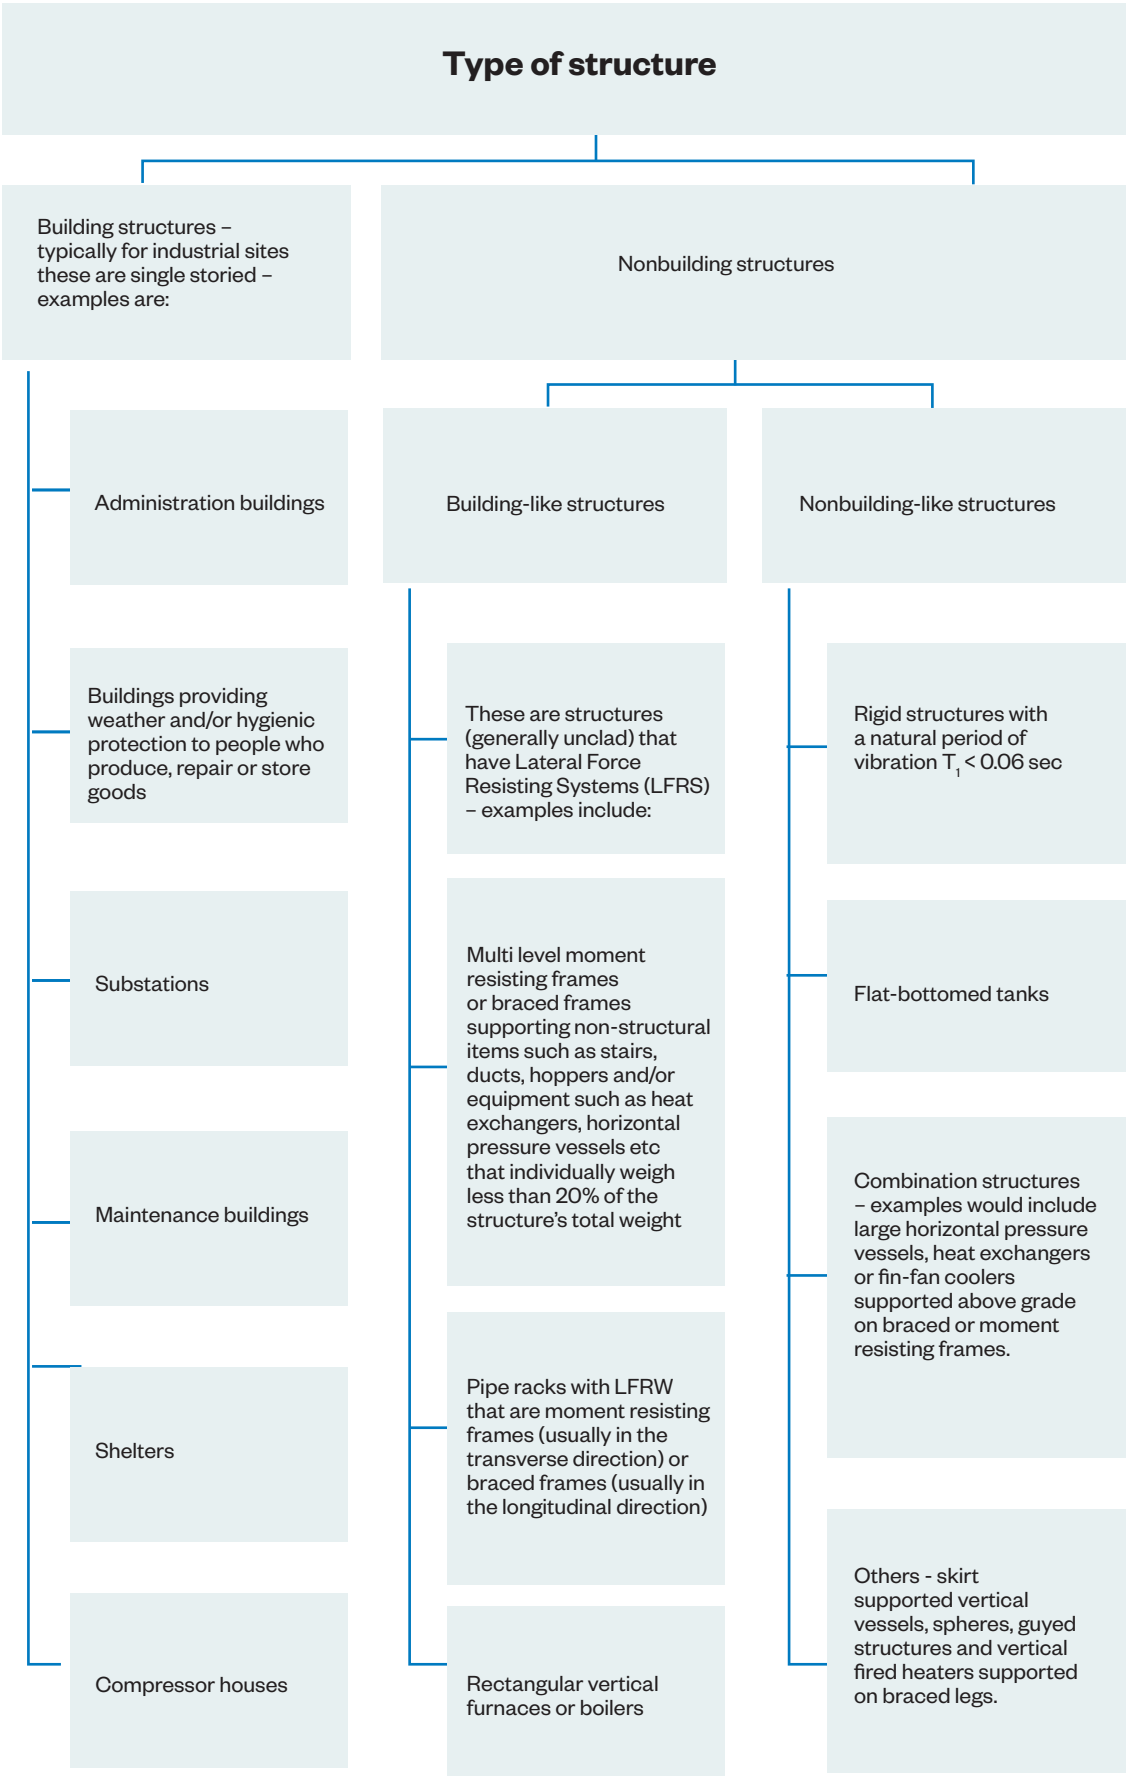 Type of structure
Building structures –
typically for industrial sites
these are single storied –
examples are:
Nonbuilding structures
Administration buildings
Buildings providing
weather and/or hygienic
protection to people who
produce, repair or store
goods
Substations
Maintenance buildings
Shelters
Compressor houses
Building-like structures
These are structures
(generally unclad) that
have Lateral Force
Resisting Systems (LFRS)
– examples include:
Multi level moment
resisting frames
or braced frames
supporting non-structural
items such as stairs,
ducts, hoppers and/or
equipment such as heat
exchangers, horizontal
pressure vessels etc
that individually weigh
less than 20% of the
structure’s total weight
Pipe racks with LFRW
that are moment resisting
frames (usually in the
transverse direction) or
braced frames (usually in
the longitudinal direction)
Rectangular vertical
furnaces or boilers
Nonbuilding-like structures
Rigid structures with
a natural period of
vibration T₁ < 0.06 sec
Flat-bottomed tanks
Combination structures
– examples would include
large horizontal pressure
vessels, heat exchangers
or fin-fan coolers
supported above grade
on braced or moment
resisting frames.
Others - skirt
supported vertical
vessels, spheres, guyed
structures and vertical
fired heaters supported
on braced legs.